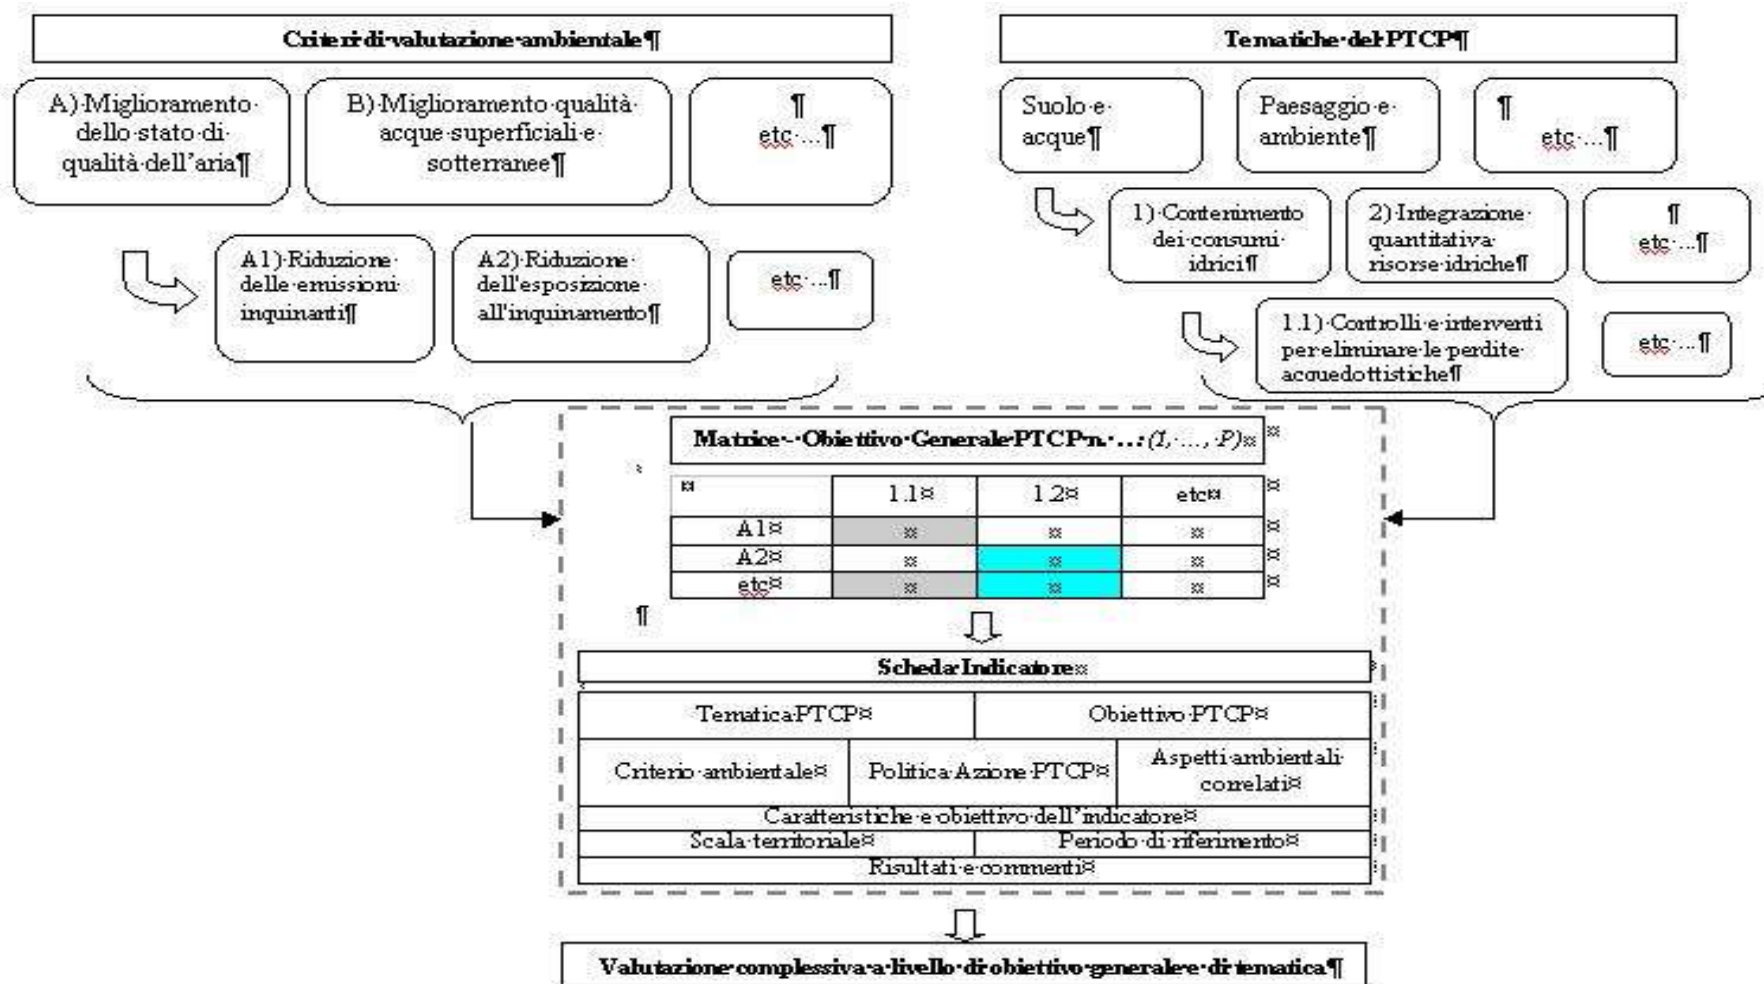 Criteri di valutazione ambientale¶
Tematiche del PTCP¶
A) Miglioramento
dello stato di
qualità dell'aria¶
B) Miglioramento qualità
acque superficiali e
sotterranee¶
¶
etc ...¶
Suolo e
acque¶
Paesaggio e
ambiente¶
¶
etc ...¶
A1) Riduzione
delle emissioni
inquinanti¶
A2) Riduzione
dell'esposizione
all'inquinamento¶
etc ...¶
1) Contenimento
dei consumi
idrici¶
2) Integrazione
quantitativa
risorse idriche¶
¶
etc ...¶
1.1) Controlli e interventi
per eliminare le perdite
acquedottistiche¶
etc ...¶
Matrice - Obiettivo Generale PTCP n. ...: (1, ..., P)¤
¤ 1.1¤ 1.2¤ etc¤ ¤
A1¤ ¤ ¤ ¤ ¤
A2¤ ¤ ¤ ¤ ¤
etc¤ ¤ ¤ ¤ ¤
¶
Scheda Indicatore¤
Tematica PTCP¤ Obiettivo PTCP¤
Criterio ambientale¤ Politica Azione PTCP¤
Aspetti ambientali
correlati¤
Caratteristiche e obiettivo dell'indicatore¤
Scala territoriale¤ Periodo di riferimento¤
Risultati e commenti¤
Valutazione complessiva a livello di obiettivo generale e di tematica¶